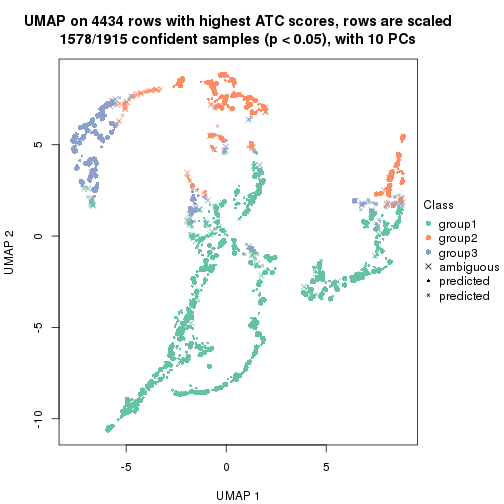 UMAP on 4434 rows with highest ATC scores, rows are scaled
1578/1915 confident samples (p < 0.05), with 10 PCs
UMAP 2
5
0
-5
-10
-5
0
5
UMAP 1
Class
group1
group2
group3
ambiguous
predicted
predicted